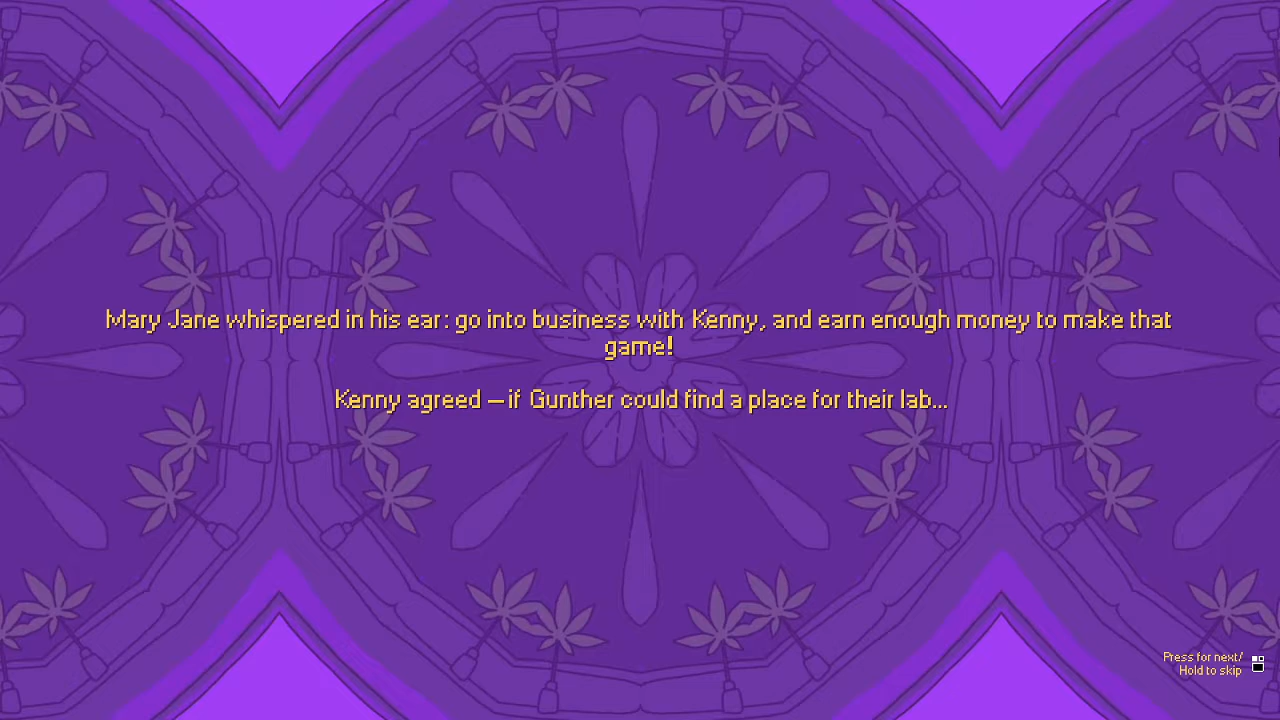 Mary Jane whispered in his ear: go into business with Kenny, and earn enough money to make that
game!
Kenny agreed – if Gunther could find a place for their lab...
Press for next/
Hold to skip